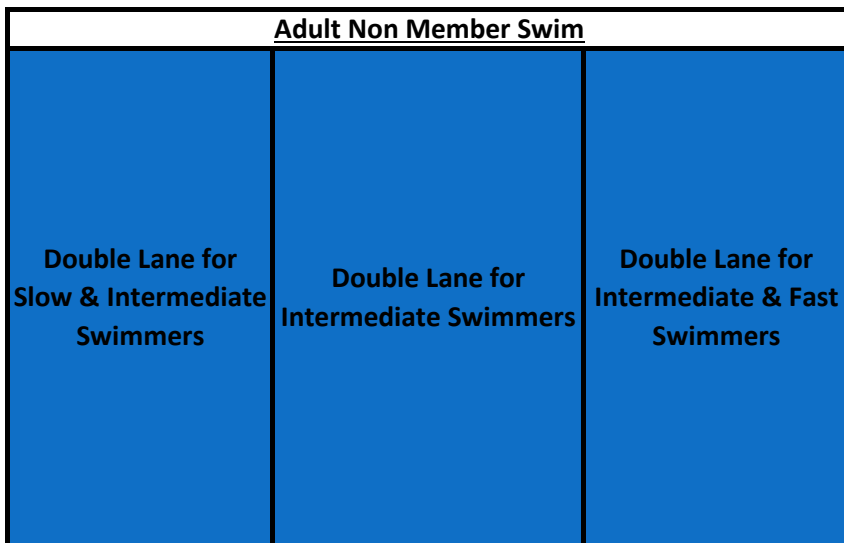 Adult Non Member Swim
Double Lane for
Slow & Intermediate
Swimmers
Double Lane for
Intermediate Swimmers
Double Lane for
Intermediate & Fast
Swimmers